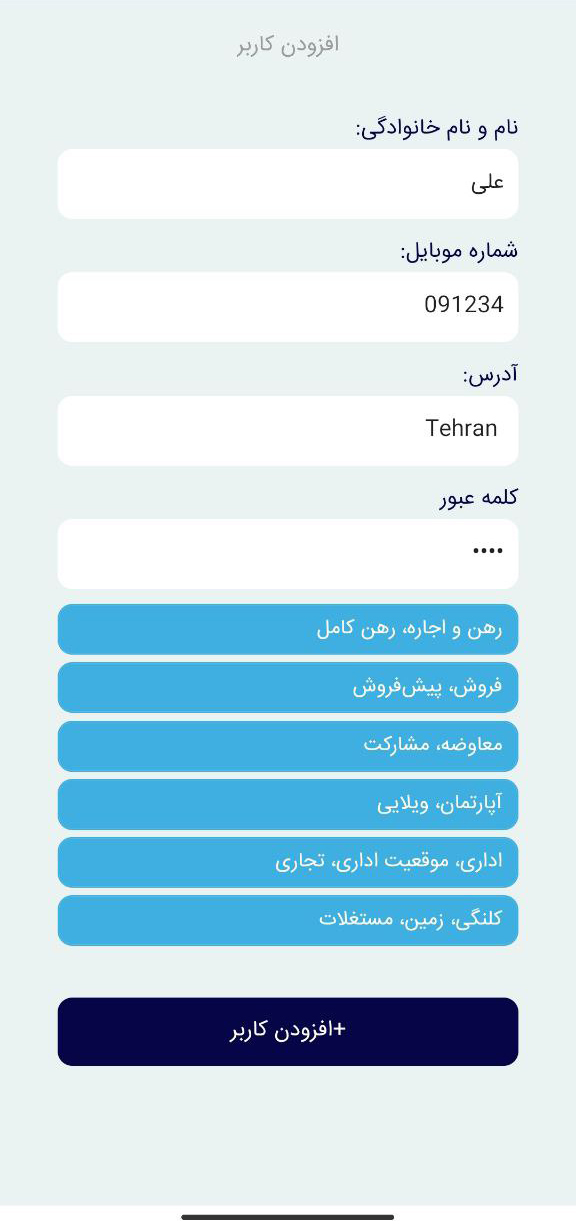 افزودن کاربر
نام و نام خانوادگی:
علی
شماره موبایل:
091234
آدرس:
Tehran
کلمه عبور
••••
رهن و اجاره، رهن کامل
فروش، پیش‌فروش
معاوضه، مشارکت
آپارتمان، ویلایی
اداری، موقعیت اداری، تجاری
کلنگی، زمین، مستغلات
+افزودن کاربر